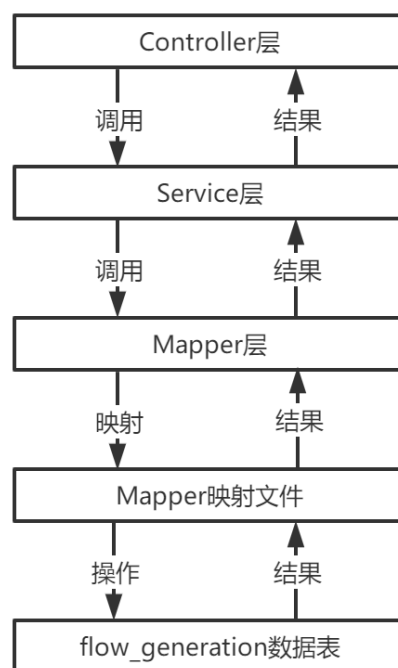 Controller层
调用 结果
Service层
调用 结果
Mapper层
映射 结果
Mapper映射文件
操作 结果
flow_generation数据表